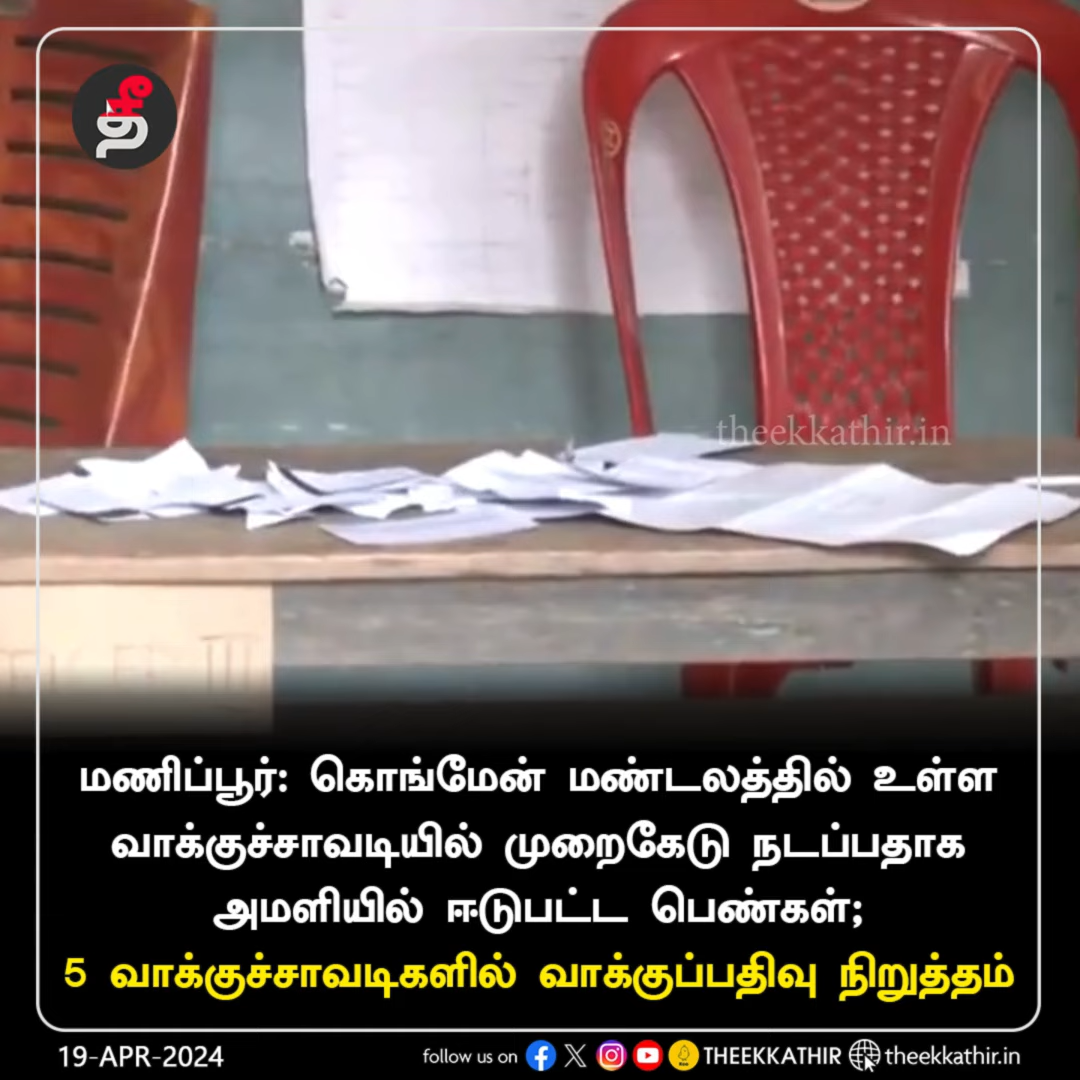 தீ
theekkathir.in
மணிப்பூர்: கொங்மேன் மண்டலத்தில் உள்ள
வாக்குச்சாவடியில் முறைகேடு நடப்பதாக
அமளியில் ஈடுபட்ட பெண்கள்;
5 வாக்குச்சாவடிகளில் வாக்குப்பதிவு நிறுத்தம்
19-APR-2024
follow us on THEEKKATHIR theekkathir.in